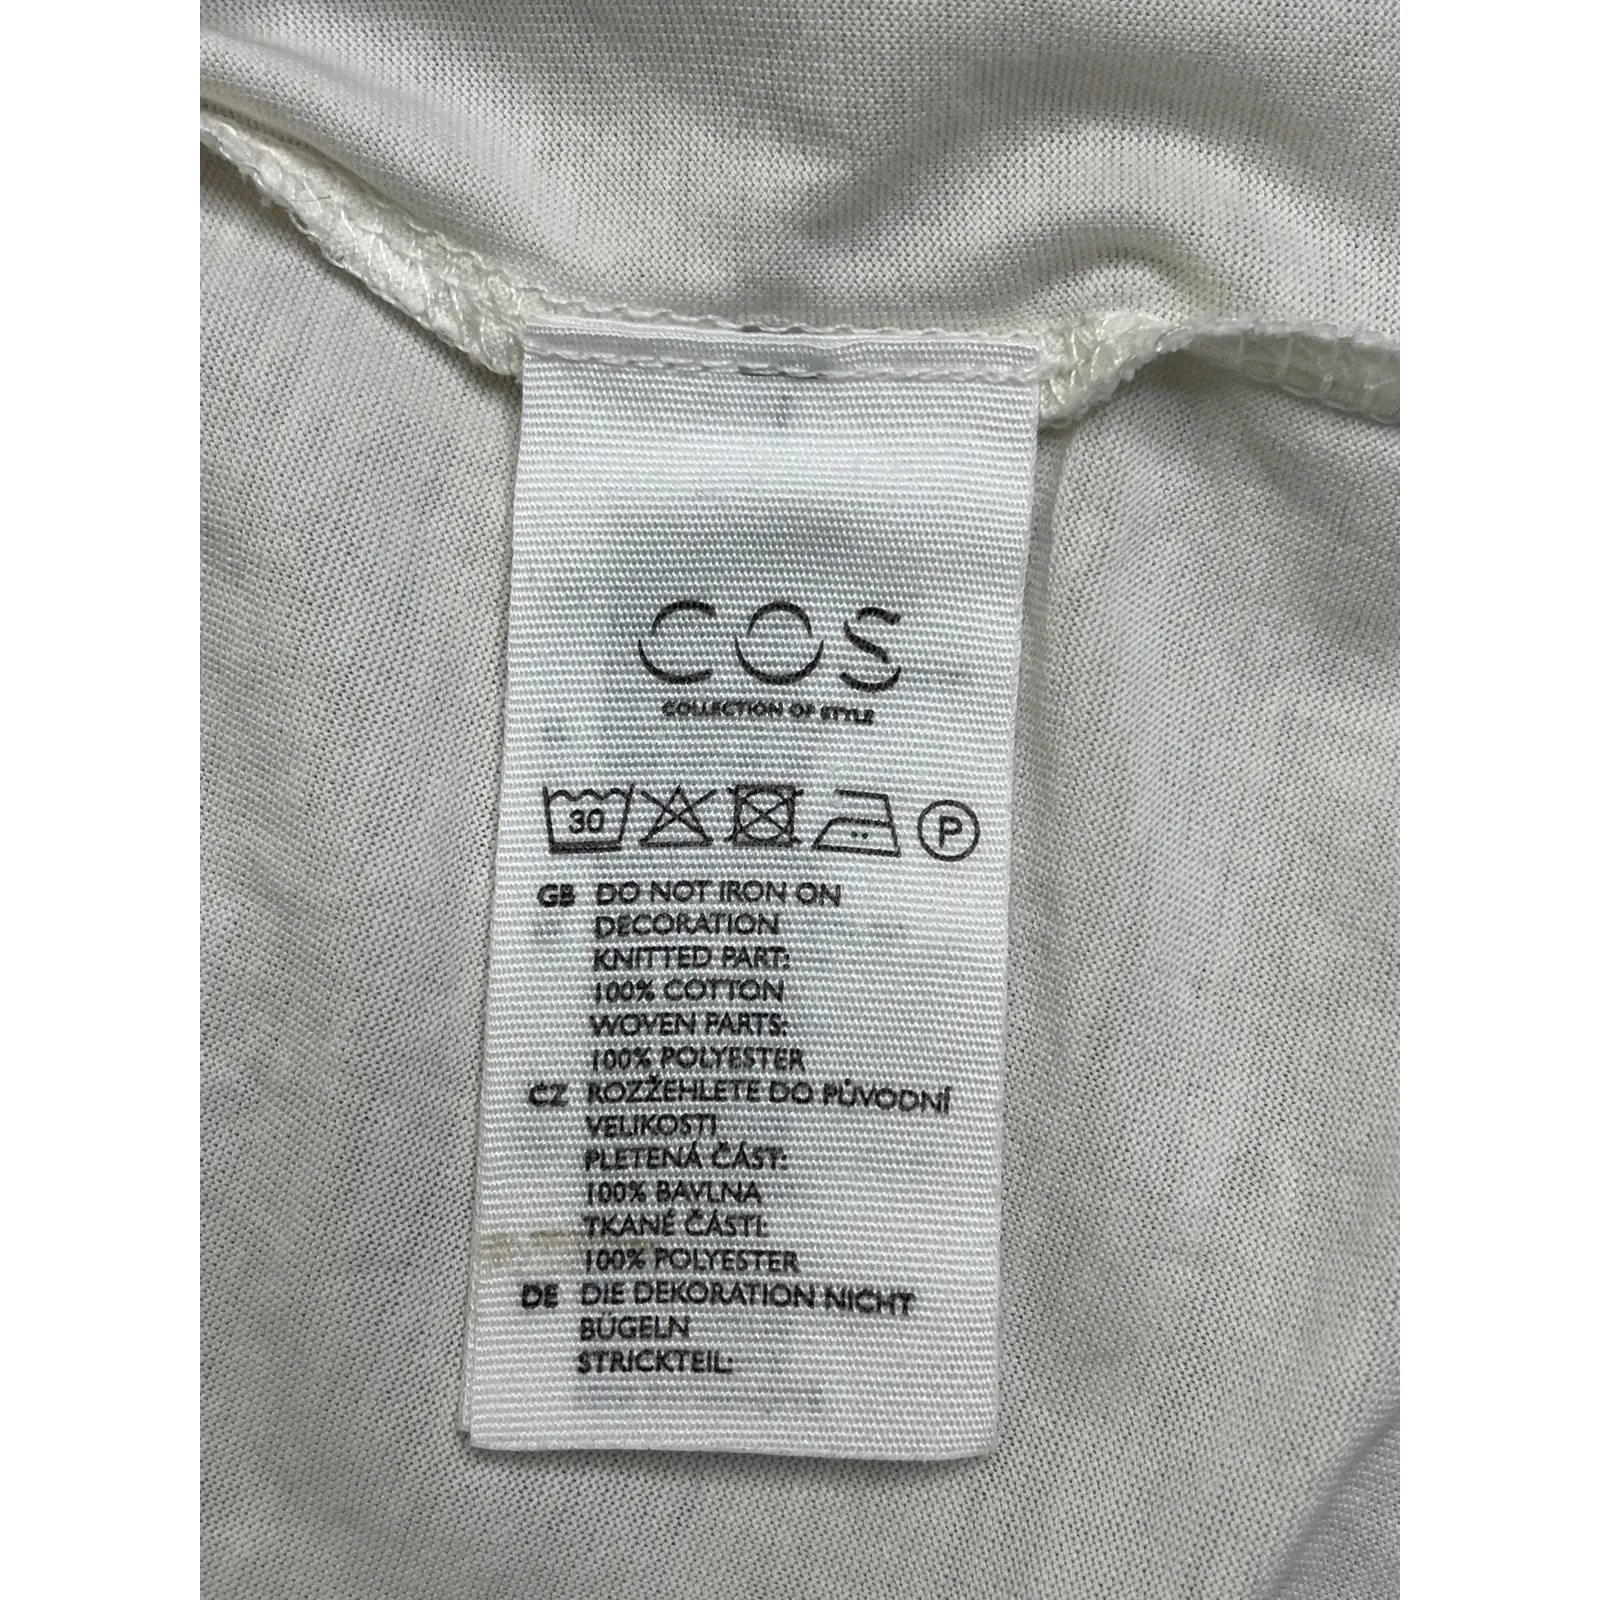 COS
COLLECTION OF STYLE
30 P
GB DO NOT IRON ON
DECORATION
KNITTED PART:
100% COTTON
WOVEN PARTS:
100% POLYESTER
CZ ROZŽEHLETE DO PŮVODNÍ
VELIKOSTI
PLETENÁ ČÁST:
100% BAVLNA
TKANÉ ČÁSTI:
100% POLYESTER
DE DIE DEKORATION NICHT
BÜGELN
STRICKTEIL: